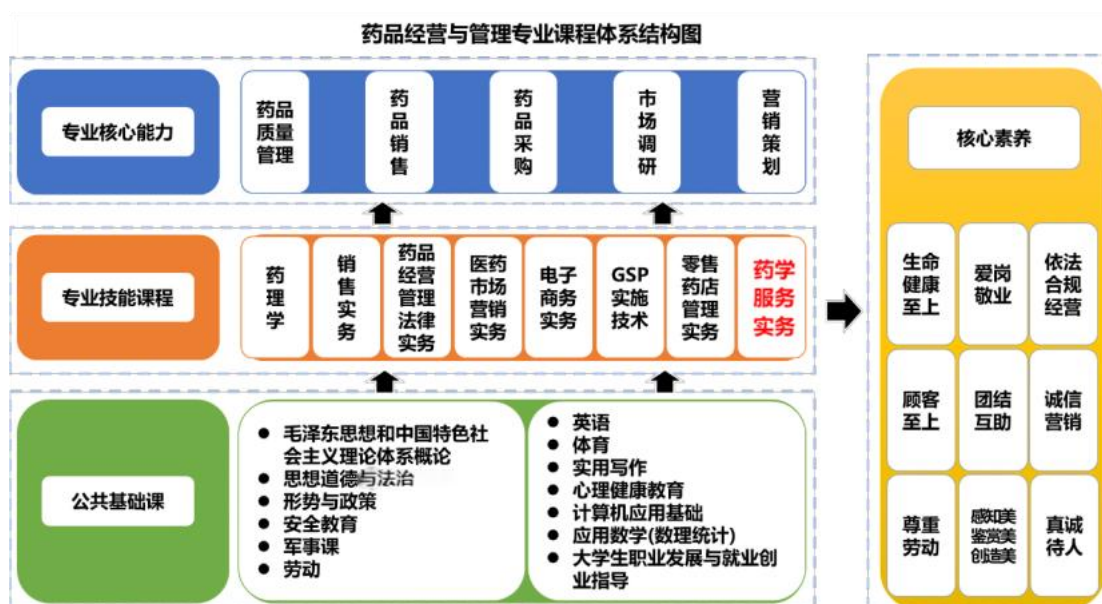 药品经营与管理专业课程体系结构图
专业核心能力
药品
质量
管理
药
品
销
售
药
品
采
购
市
场
调
研
营
销
策
划
专业技能课程
药
理
学
销
售
实
务
药品
经营
管理
法律
实务
医药
市场
营销
实务
电子
商务
实务
GSP
实施
技术
零售
药店
管理
实务
药学
服务
实务
公共基础课
● 毛泽东思想和中国特色社
会主义理论体系概论
● 思想道德与法治
● 形势与政策
● 安全教育
● 军事课
● 劳动
● 英语
● 体育
● 实用写作
● 心理健康教育
● 计算机应用基础
● 应用数学(数理统计)
● 大学生职业发展与就业创
业指导
核心素养
生命
健康
至上
爱岗
敬业
依法
合规
经营
顾客
至上
团结
互助
诚信
营销
尊重
劳动
感知美
鉴赏美
创造美
真诚
待人